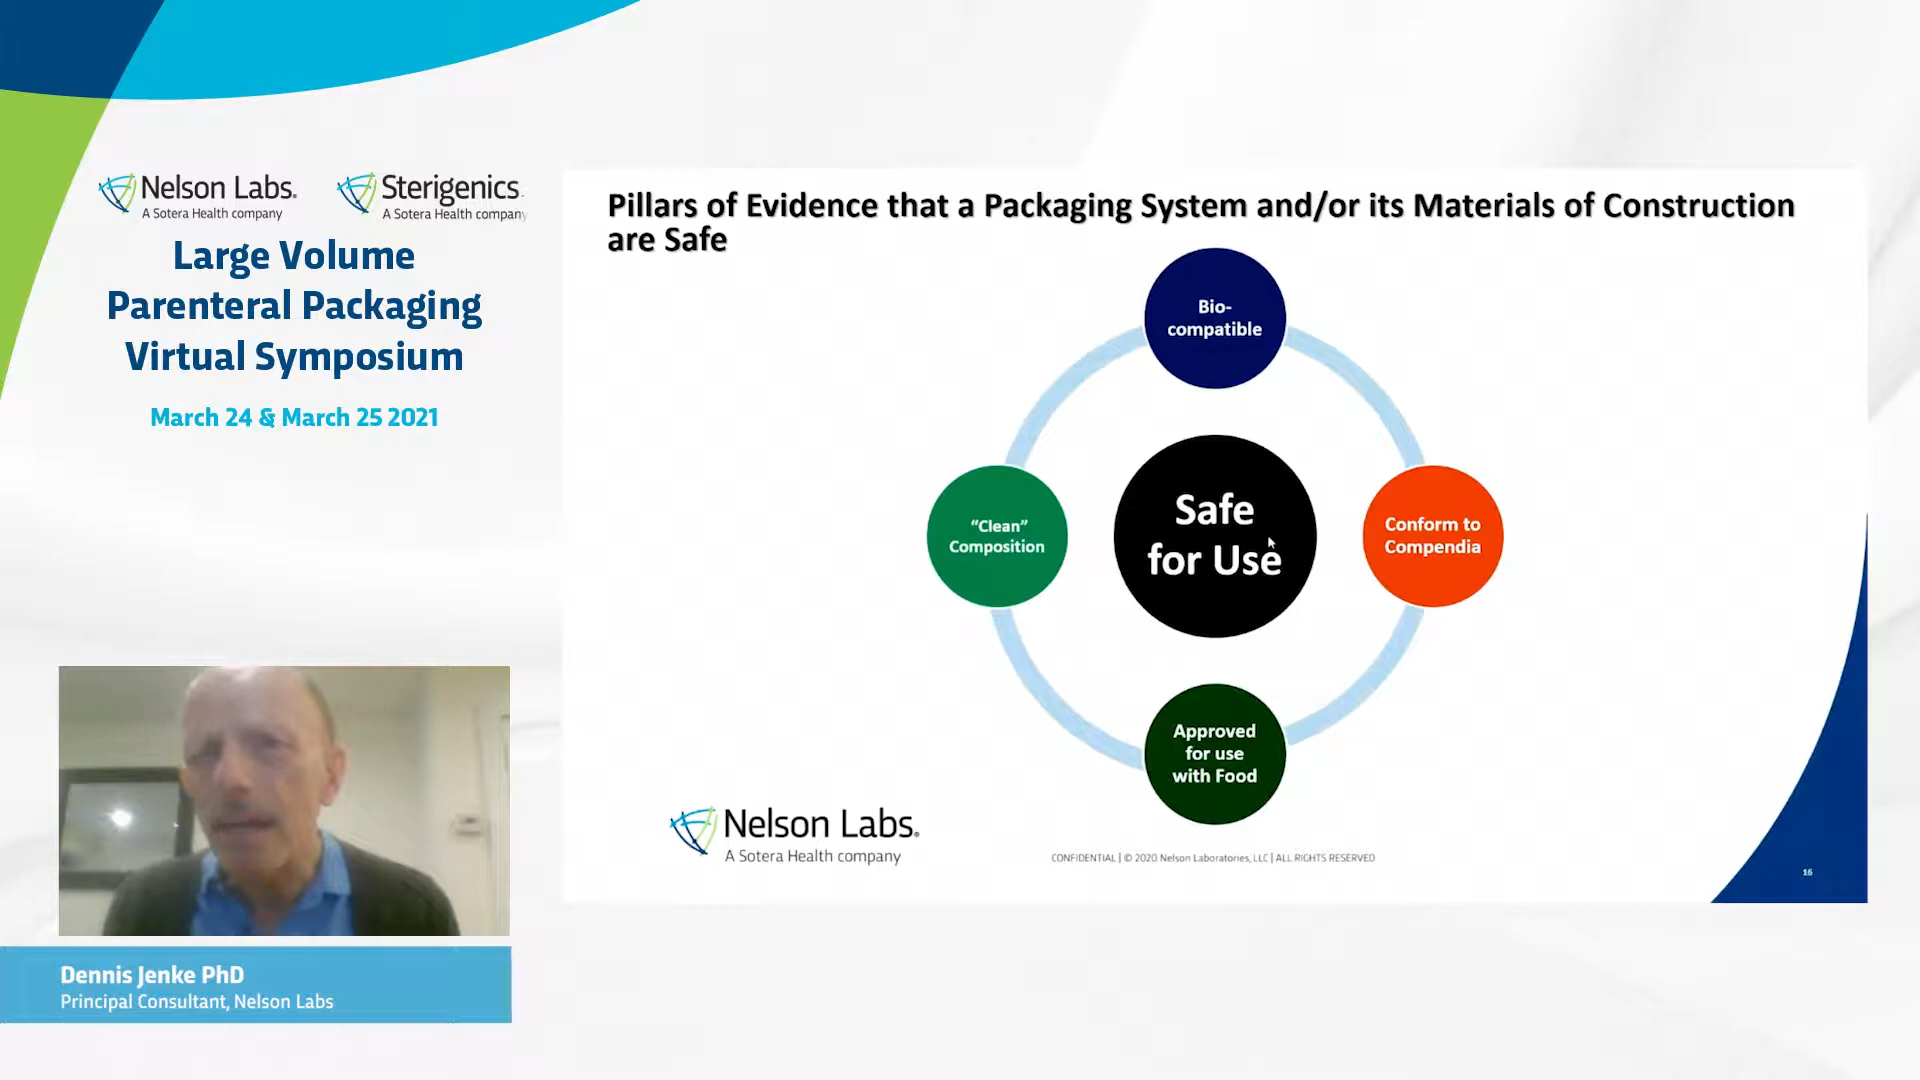 Nelson Labs.
A Sotera Health company
Sterigenics
A Sotera Health company
Large Volume
Parenteral Packaging
Virtual Symposium
March 24 & March 25 2021
Pillars of Evidence that a Packaging System and/or its Materials of Construction
are Safe
Bio-
compatible
"Clean"
Composition
Safe
for Use
Conform to
Compendia
Approved
for use
with Food
Nelson Labs.
A Sotera Health company
CONFIDENTIAL | © 2020 Nelson Laboratories, LLC | ALL RIGHTS RESERVED
16
Dennis Jenke PhD
Principal Consultant, Nelson Labs